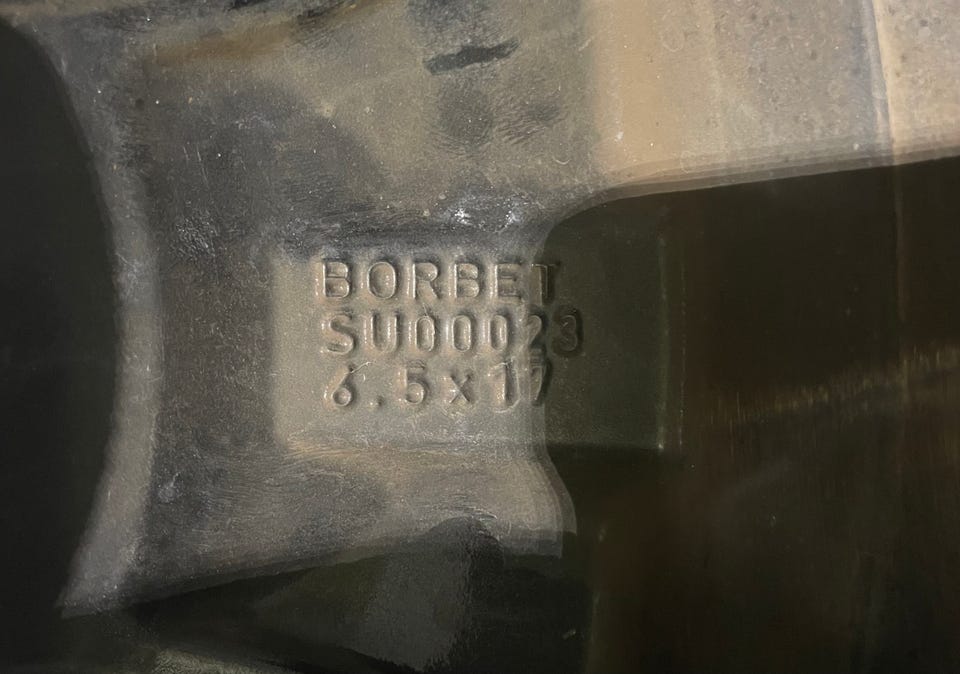 BORBET
SU00023
6.5x17